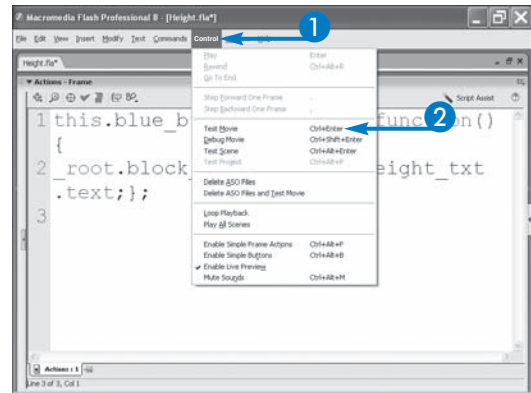 Macromedia Flash Professional 8 - [Height.fla*]
File Edit View Insert Modify Text Commands Control
1
Height.fla*
Actions - Frame
Script Assist
Play Enter
Rewind Ctrl+Alt+R
Go To End
Step Forward One Frame .
Step Backward One Frame ,
Test Movie Ctrl+Enter
2
Debug Movie Ctrl+Shift+Enter
Test Scene Ctrl+Alt+Enter
Test Project Ctrl+Alt+P
Delete ASO Files
Delete ASO Files and Test Movie
Loop Playback
Play All Scenes
Enable Simple Frame Actions Ctrl+Alt+F
Enable Simple Buttons Ctrl+Alt+B
Enable Live Preview
Mute Sounds Ctrl+Alt+M
1 this.blue_b function()
{
2 _root.block eight_txt
.text;};
3
Actions : 1
Line 3 of 3, Col 1